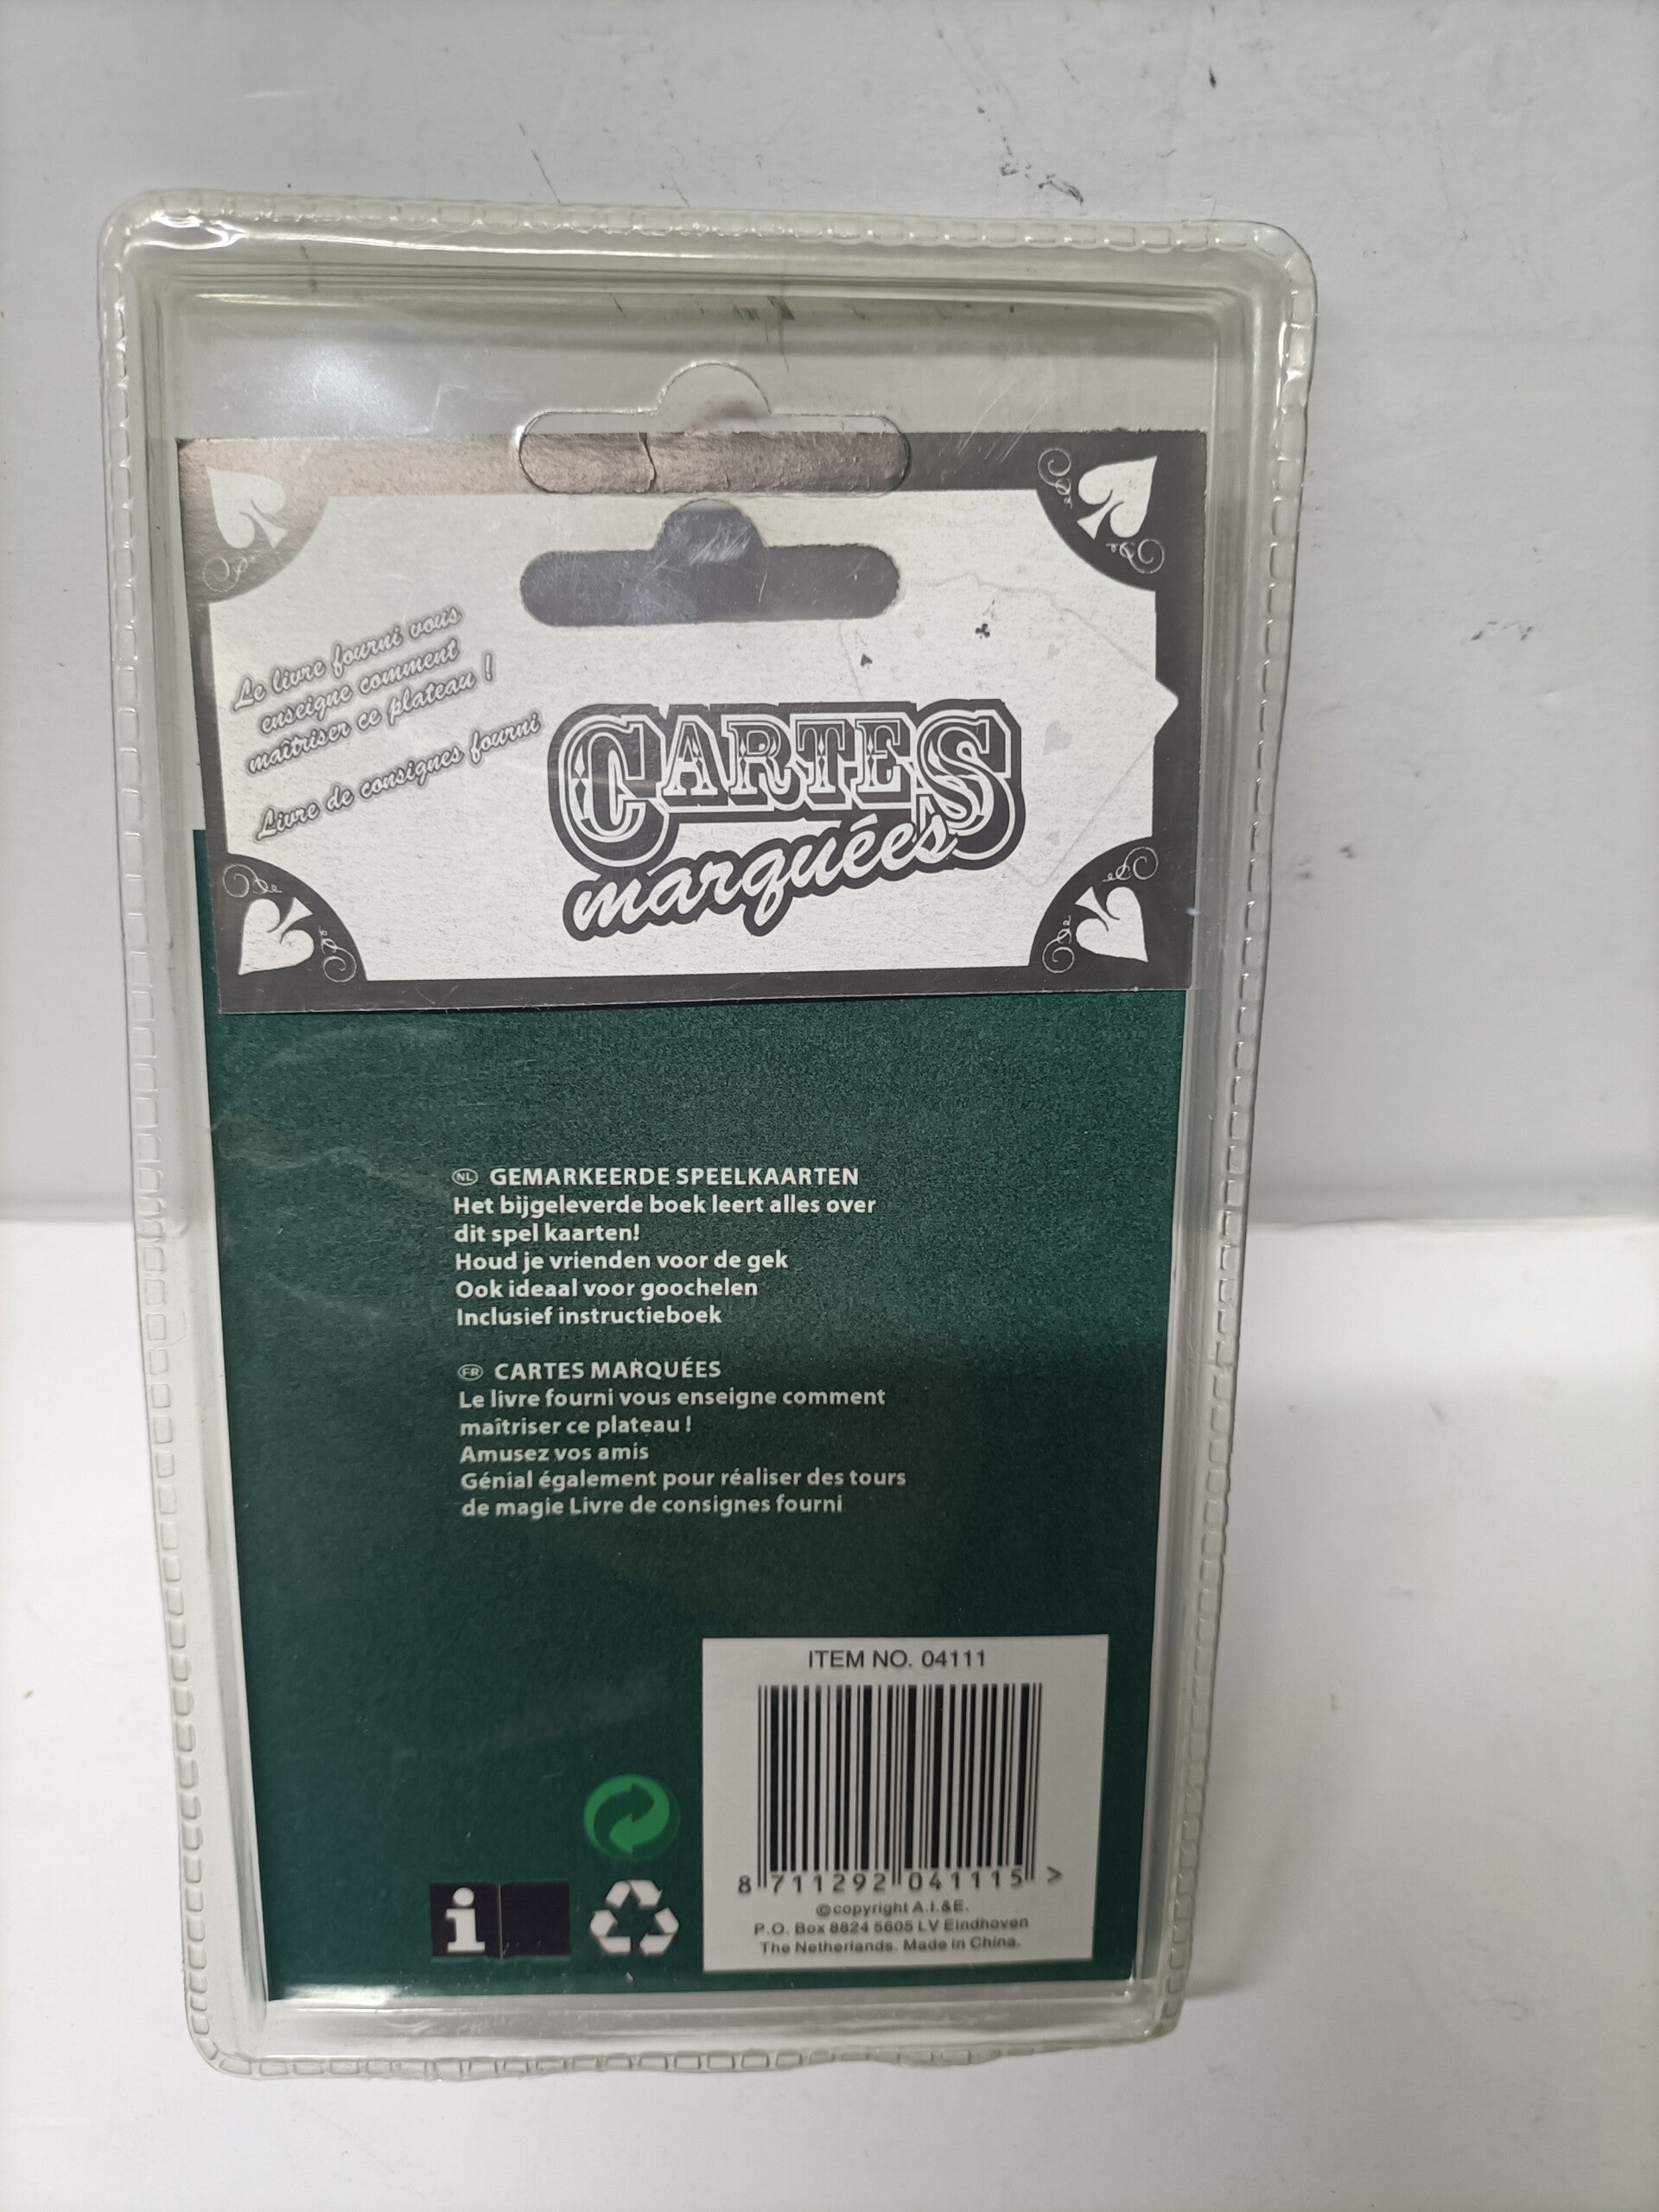 Le livre fourni vous
enseigne comment
maîtriser ce plateau !
Livre de consignes fourni
CARTES
marquées
NL GEMARKEERDE SPEELKAARTEN
Het bijgeleverde boek leert alles over
dit spel kaarten!
Houd je vrienden voor de gek
Ook ideaal voor goochelen
Inclusief instructieboek
FR CARTES MARQUÉES
Le livre fourni vous enseigne comment
maîtriser ce plateau !
Amusez vos amis
Génial également pour réaliser des tours
de magie Livre de consignes fourni
ITEM NO. 04111
8 711292 041115 >
©copyright A.I.&E.
P.O. Box 8824 5605 LV Eindhoven
The Netherlands. Made in China.
i